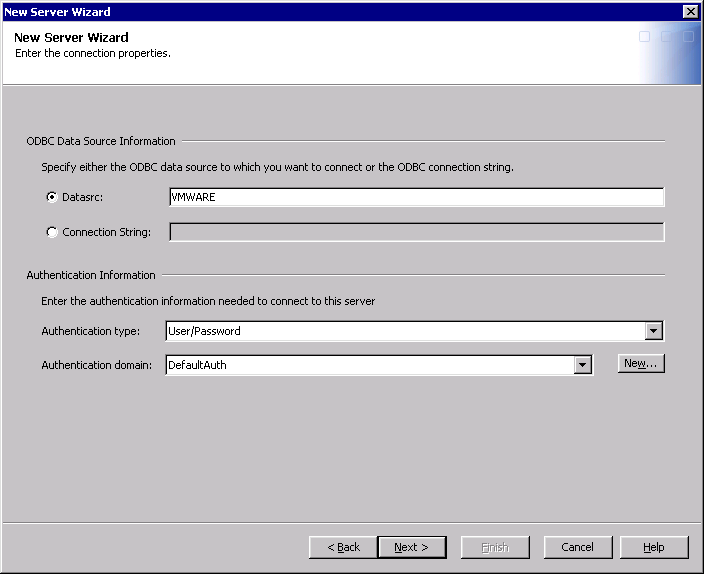 New Server Wizard
New Server Wizard
Enter the connection properties.
ODBC Data Source Information
Specify either the ODBC data source to which you want to connect or the ODBC connection string.
Datasrc: VMWARE
Connection String:
Authentication Information
Enter the authentication information needed to connect to this server
Authentication type: User/Password
Authentication domain: DefaultAuth New...
< Back Next > Finish Cancel Help